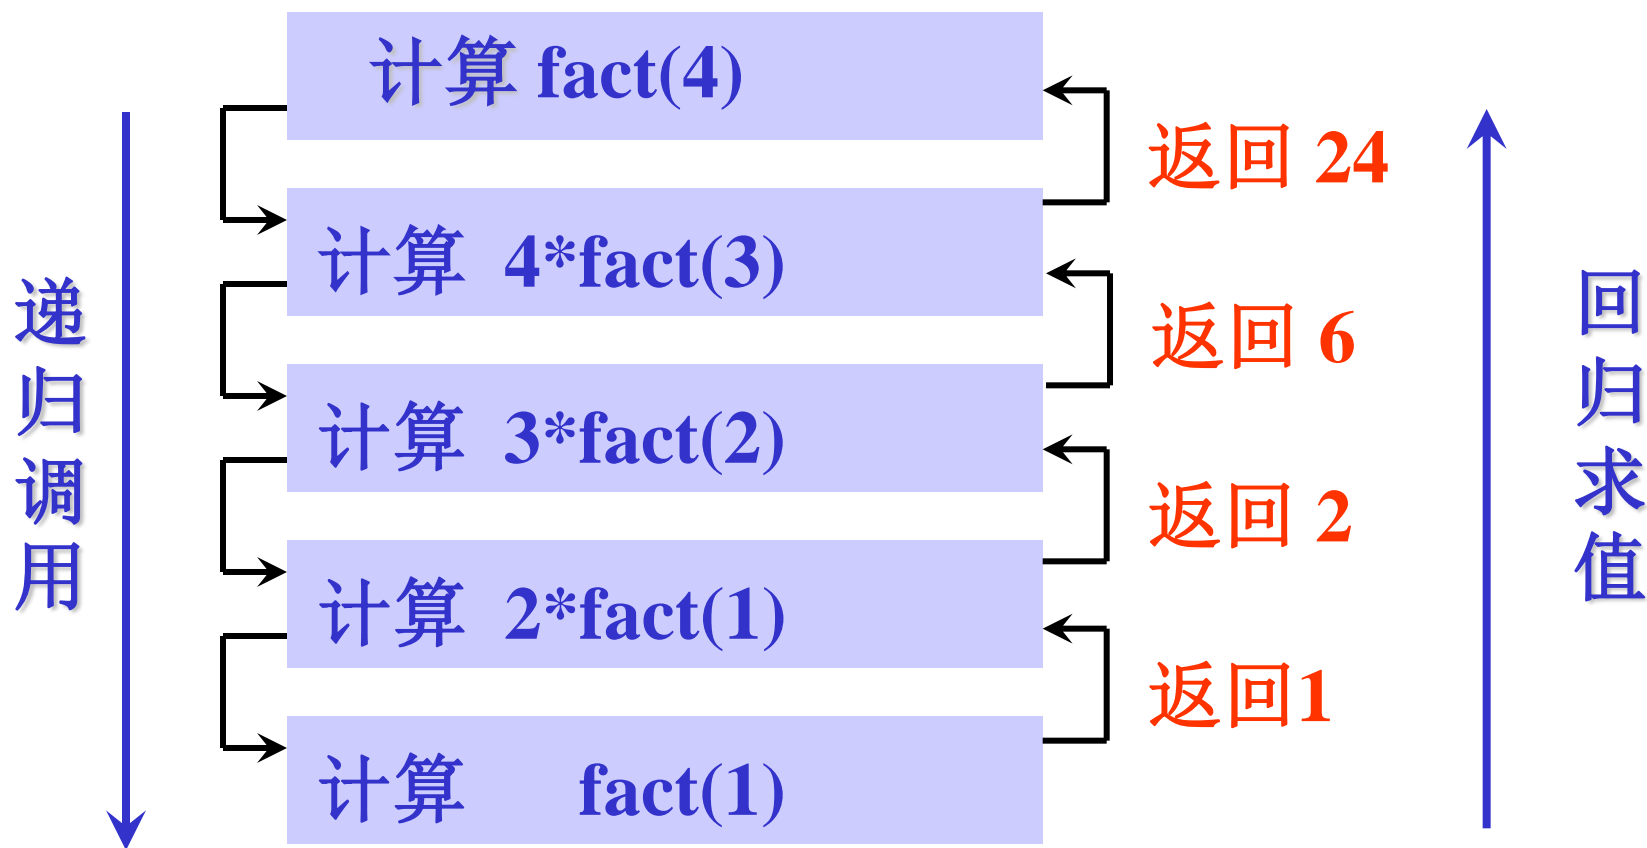 计算 fact(4)
返回 24
计算 4*fact(3)
返回 6
计算 3*fact(2)
返回 2
计算 2*fact(1)
返回1
计算 fact(1)
递归调用
回归求值